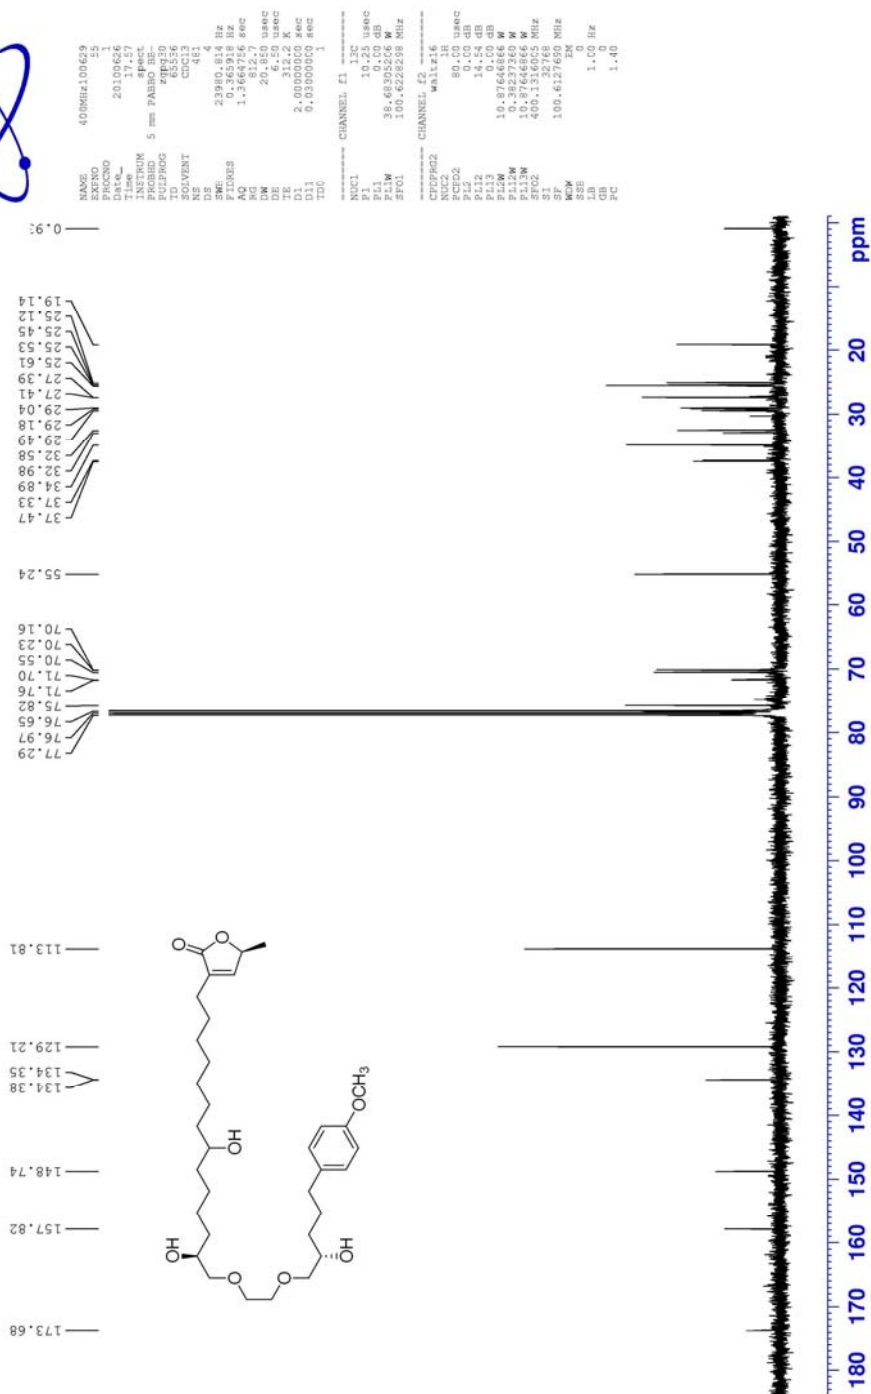 NAME 400MHz100629
EXPNO 55
PROCNO 1
Date_ 20100626
Time 17.57
INSTRUM spect
PROBHD 5 mm PABBO BB-
PULPROG zgpg30
TD 65536
SOLVENT CDCl3
NS 481
DS 4
SWH 23980.814 Hz
FIDRES 0.365918 Hz
AQ 1.3664756 sec
RG 812.7
DW 20.850 usec
DE 6.50 usec
TE 312.2 K
D1 2.00000000 sec
D11 0.03000000 sec
TD0 1
CHANNEL f1
NUC1 13C
P1 10.25 usec
PL1 0.00 dB
PL1W 38.68305206 W
SFO1 100.6228298 MHz
CHANNEL f2
CPDPRG2 waltz16
NUC2 1H
PCPD2 80.00 usec
PL2 0.00 dB
PL12 14.54 dB
PL13 0.00 dB
PL2W 10.87646866 W
PL12W 0.38237360 W
PL13W 10.87646866 W
SFO2 400.1316005 MHz
SI 32768
SF 100.6127690 MHz
WDW EM
SSB 0
LB 1.00 Hz
GB 0
PC 1.40
173.68
157.82
148.74
134.38
134.35
129.21
113.81
77.29
76.97
76.65
75.82
71.76
71.70
70.55
70.23
70.16
55.24
37.47
37.33
34.89
32.98
32.58
29.49
29.18
29.04
27.41
27.39
25.61
25.53
25.45
25.12
19.14
O
O
OH
OH
O
O
OH
OCH3
180 170 160 150 140 130 120 110 100 90 80 70 60 50 40 30 20 ppm